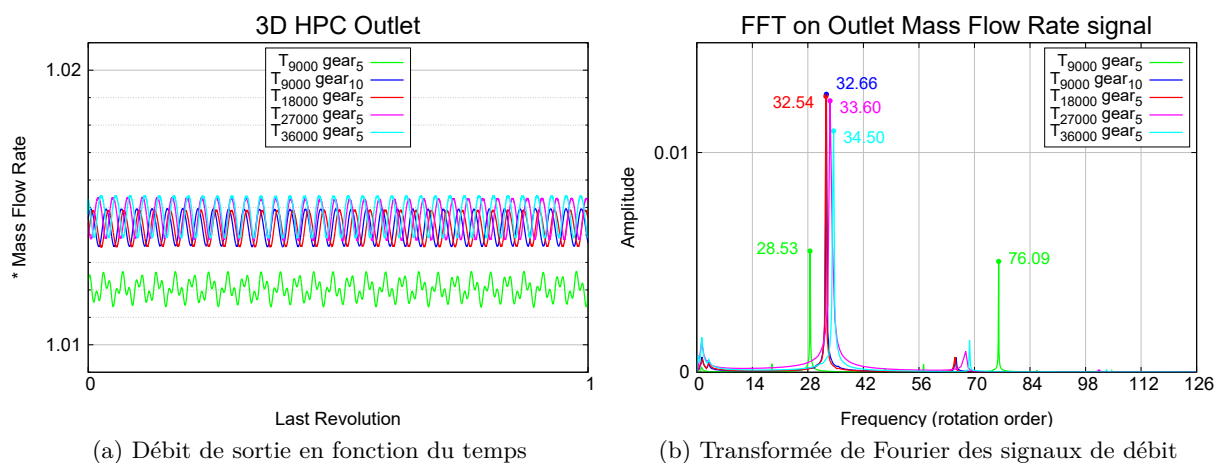 3D HPC Outlet
1.02
1.01
* Mass Flow Rate
T9000 gear5
T9000 gear10
T18000 gear5
T27000 gear5
T36000 gear5
0
1
Last Revolution
(a) Débit de sortie en fonction du temps
FFT on Outlet Mass Flow Rate signal
0.01
0
Amplitude
T9000 gear5
T9000 gear10
T18000 gear5
T27000 gear5
T36000 gear5
32.66
32.54
33.60
34.50
28.53
76.09
0 14 28 42 56 70 84 98 112 126
Frequency (rotation order)
(b) Transformée de Fourier des signaux de débit